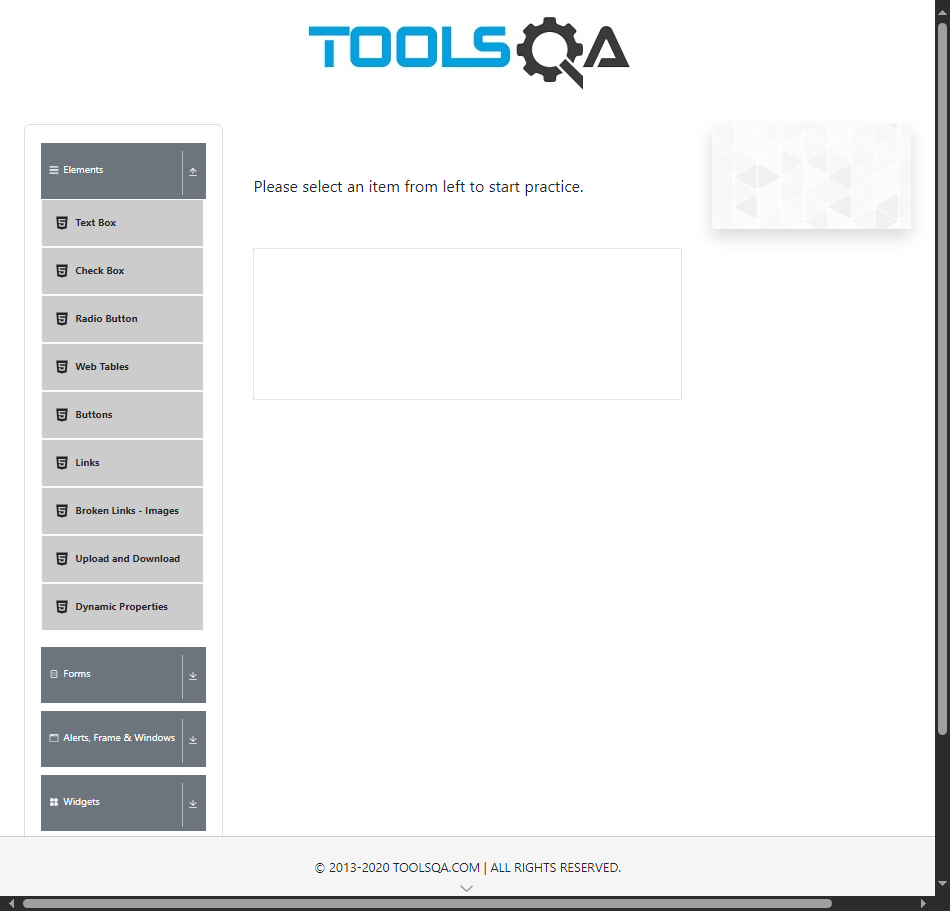 TOOLSQA
Elements
Text Box
Check Box
Radio Button
Web Tables
Buttons
Links
Broken Links - Images
Upload and Download
Dynamic Properties
Forms
Alerts, Frame & Windows
Widgets
Please select an item from left to start practice.
© 2013-2020 TOOLSQA.COM | ALL RIGHTS RESERVED.